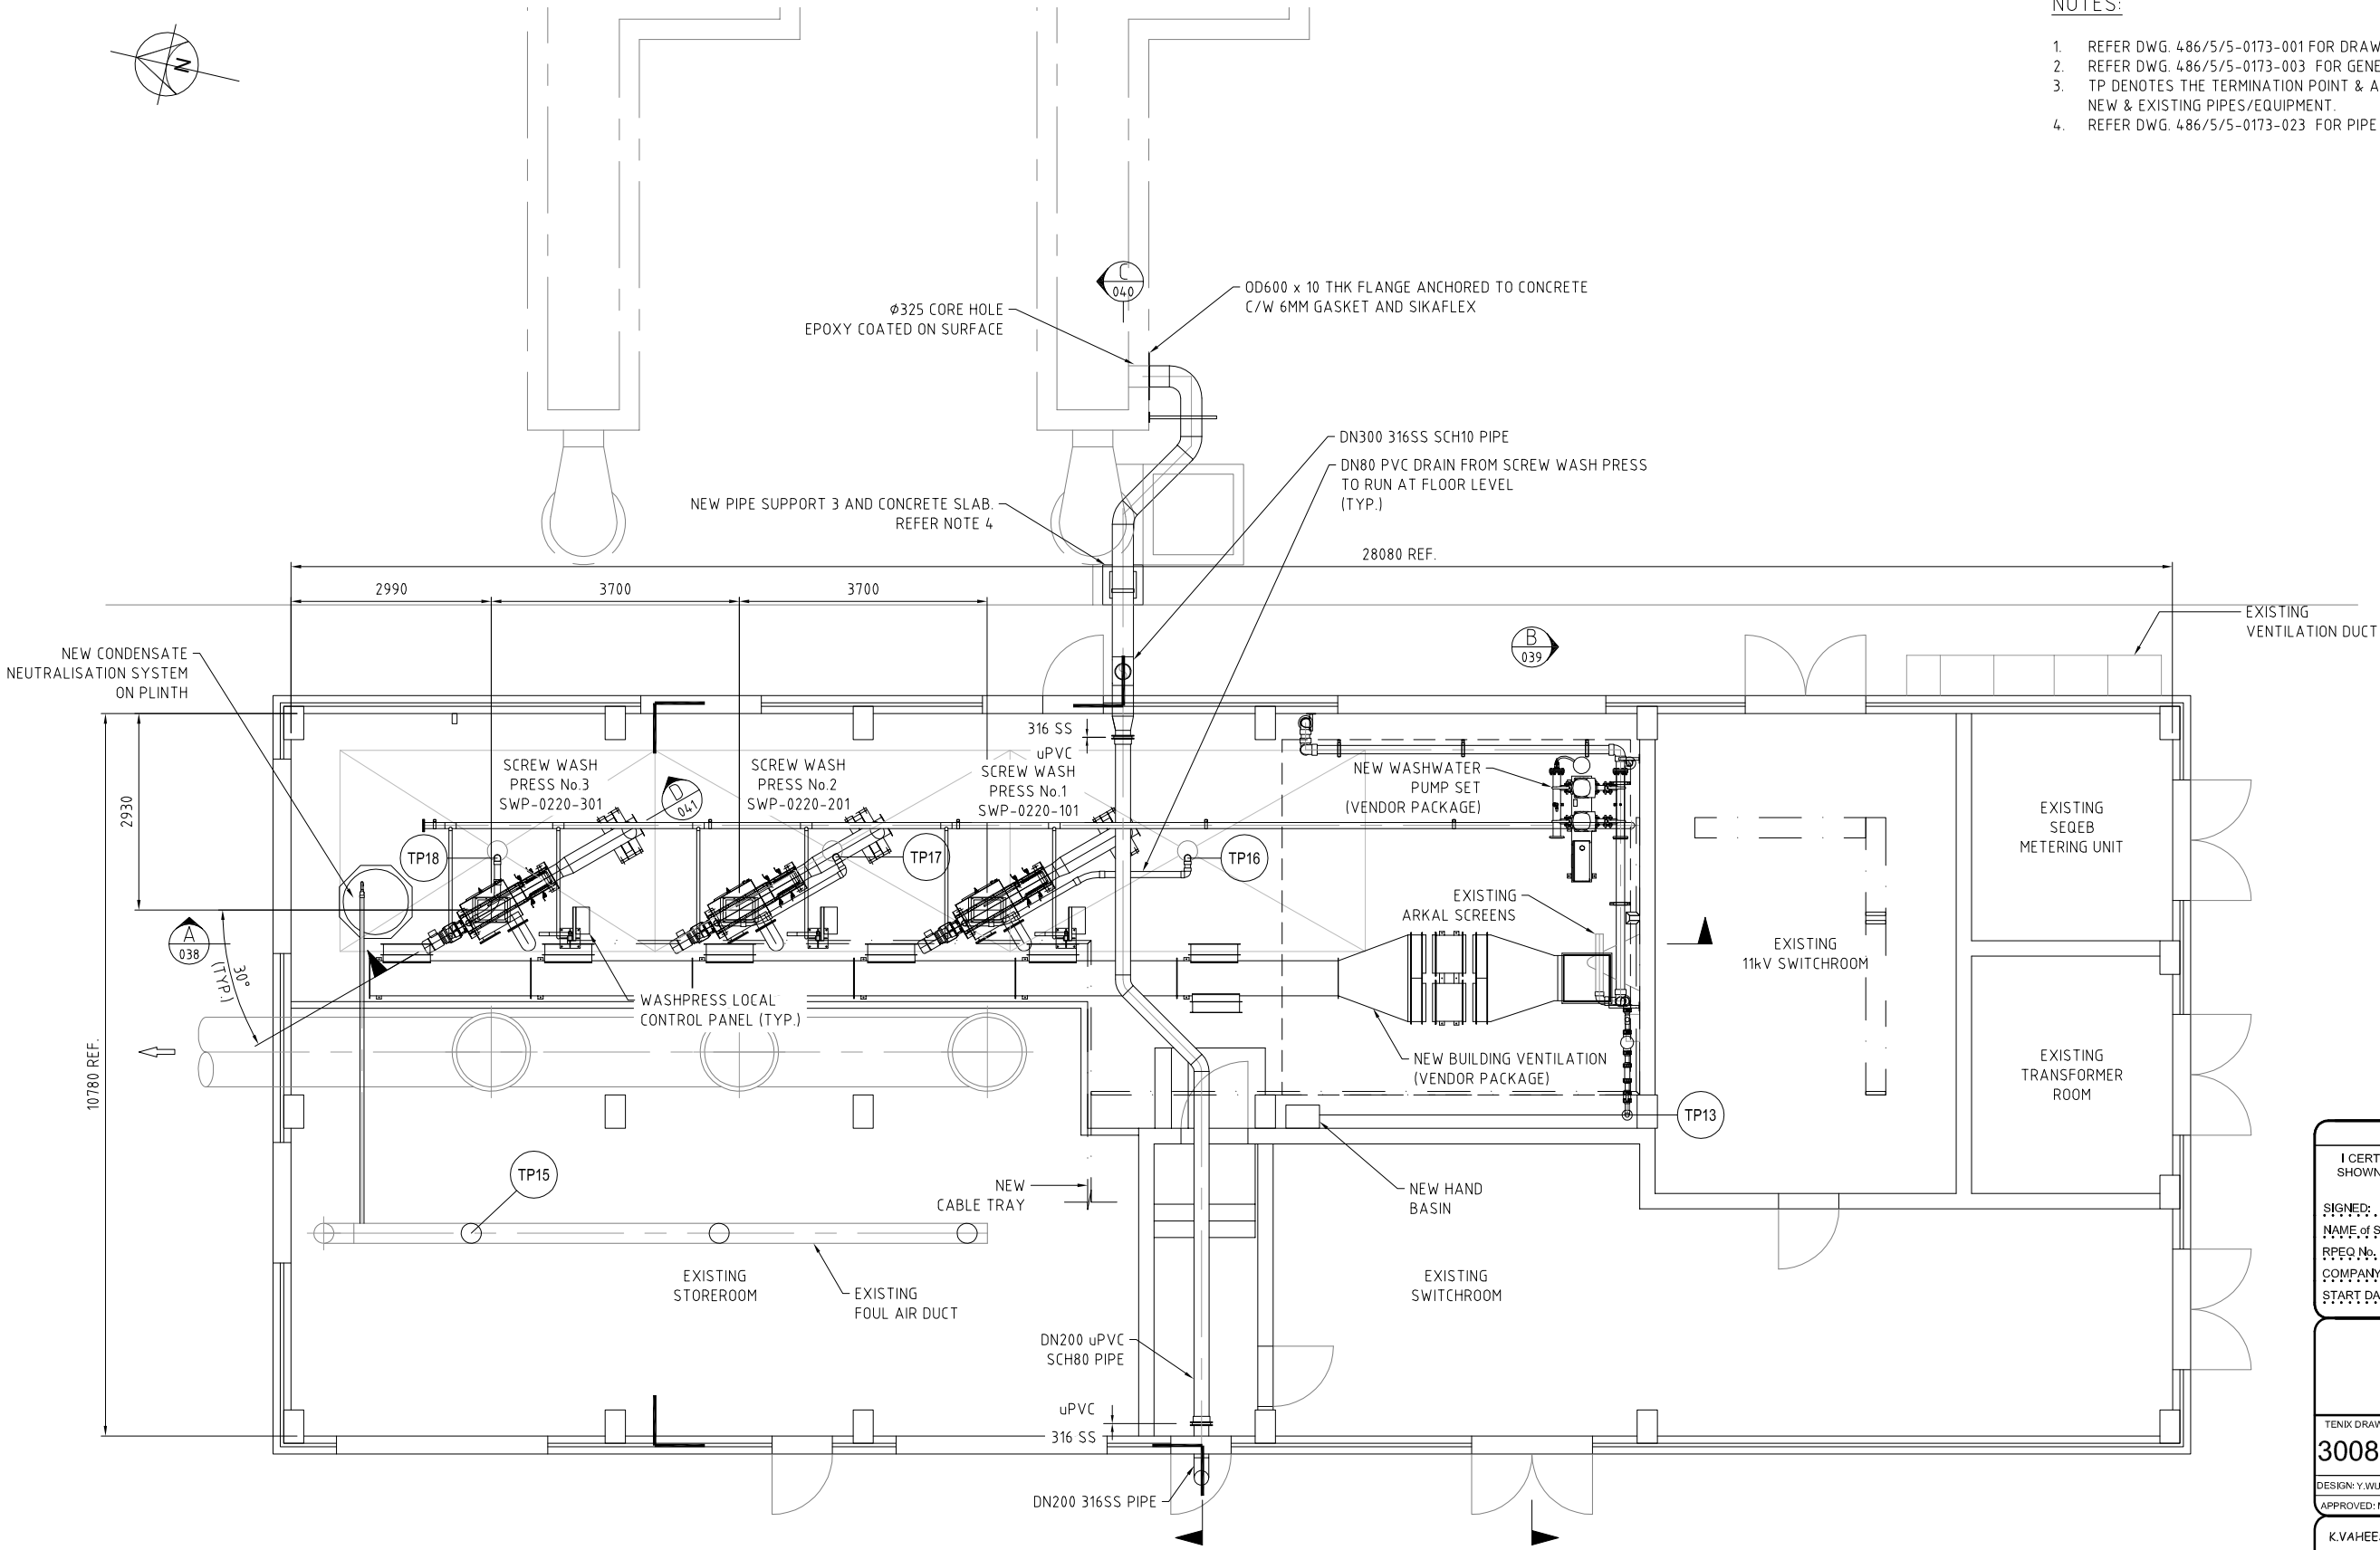 NOTES:
1. REFER DWG. 486/5/5-0173-001 FOR DRAW
2. REFER DWG. 486/5/5-0173-003 FOR GENE
3. TP DENOTES THE TERMINATION POINT & A
NEW & EXISTING PIPES/EQUIPMENT.
4. REFER DWG. 486/5/5-0173-023 FOR PIPE
N
C
040
Ø325 CORE HOLE
EPOXY COATED ON SURFACE
OD600 x 10 THK FLANGE ANCHORED TO CONCRETE
C/W 6MM GASKET AND SIKAFLEX
DN300 316SS SCH10 PIPE
DN80 PVC DRAIN FROM SCREW WASH PRESS
TO RUN AT FLOOR LEVEL
(TYP.)
NEW PIPE SUPPORT 3 AND CONCRETE SLAB.
REFER NOTE 4
28080 REF.
2990
3700
3700
EXISTING
VENTILATION DUCT
B
039
NEW CONDENSATE
NEUTRALISATION SYSTEM
ON PLINTH
316 SS
uPVC
SCREW WASH
PRESS No.3
SWP-0220-301
D
041
SCREW WASH
PRESS No.2
SWP-0220-201
SCREW WASH
PRESS No.1
SWP-0220-101
NEW WASHWATER
PUMP SET
(VENDOR PACKAGE)
EXISTING
SEQEB
METERING UNIT
2930
TP18
TP17
TP16
EXISTING
ARKAL SCREENS
EXISTING
11kV SWITCHROOM
A
038
30°
(TYP.)
WASHPRESS LOCAL
CONTROL PANEL (TYP.)
NEW BUILDING VENTILATION
(VENDOR PACKAGE)
EXISTING
TRANSFORMER
ROOM
10780 REF.
TP13
TP15
NEW
CABLE TRAY
NEW HAND
BASIN
EXISTING
STOREROOM
EXISTING
FOUL AIR DUCT
EXISTING
SWITCHROOM
DN200 uPVC
SCH80 PIPE
uPVC
316 SS
DN200 316SS PIPE
I CERT
SHOWN
SIGNED:
NAME of S
RPEQ No.
COMPANY
START DA
TENIX DRAW
3008
DESIGN: Y.WU
APPROVED:
K.VAHEE